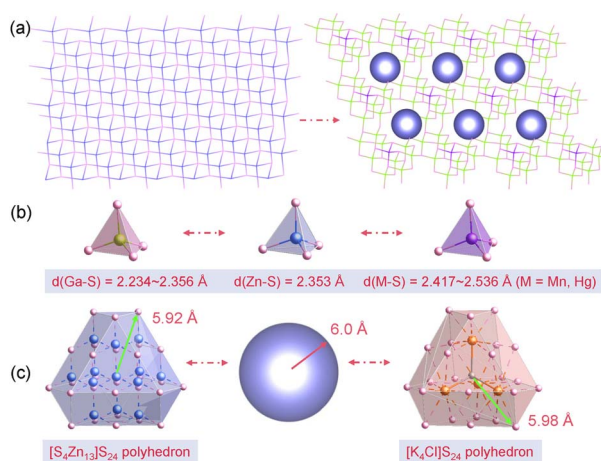 (a)
(b)
d(Ga-S) = 2.234~2.356 Å d(Zn-S) = 2.353 Å d(M-S) = 2.417~2.536 Å (M = Mn, Hg)
5.92 Å
6.0 Å
(c)
5.98 Å
[S₄Zn₁₃]S₂₄ polyhedron [K₄Cl]S₂₄ polyhedron